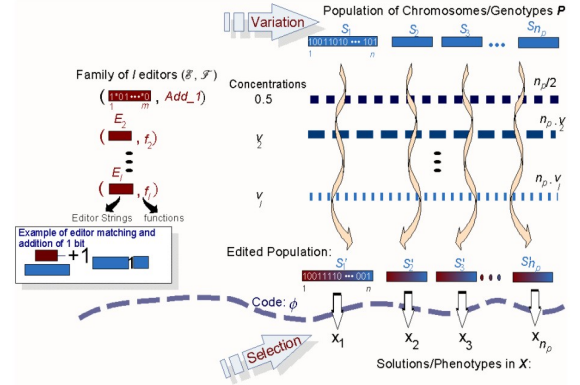 Population of Chromosomes/Genotypes P
Variation
S1 S2 S3 Snp
10011010 ••• 101
1 n
Family of l editors (ℰ, ℱ)
Concentrations
( 1*01•••*0 , Add_1)
1 m
0.5
np/2
E2
( , f2)
v2
np . v2
El
( , fl)
vl
np . vl
Editor Strings functions
Example of editor matching and
addition of 1 bit
+ 1
1
Edited Population:
S'1 S'2 S'3 S'np
10011110 ••• 001
1 n
Code: ϕ
x1 x2 x3 xnp
Selection
Solutions/Phenotypes in X: